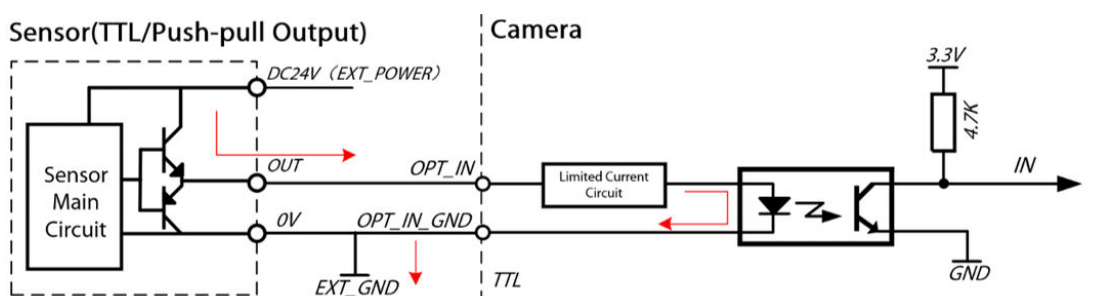 Sensor(TTL/Push-pull Output)
Camera
DC24V（EXT_POWER）
3.3V
4.7K
Sensor
Main
Circuit
OUT
OPT_IN
Limited Current
Circuit
IN
0V
OPT_IN_GND
EXT_GND
TTL
GND